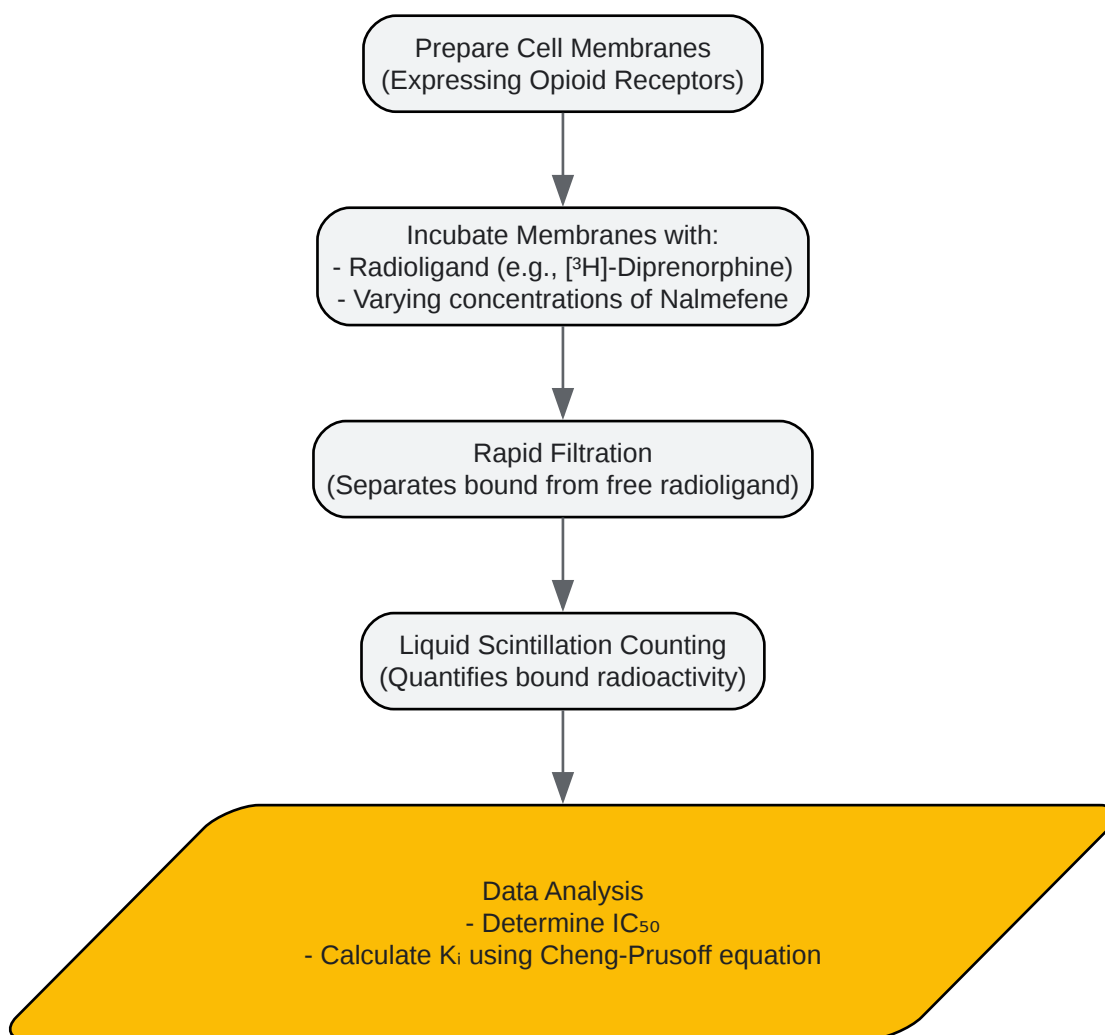 Prepare Cell Membranes
(Expressing Opioid Receptors)
Incubate Membranes with:
- Radioligand (e.g., [³H]-Diprenorphine)
- Varying concentrations of Nalmefene
Rapid Filtration
(Separates bound from free radioligand)
Liquid Scintillation Counting
(Quantifies bound radioactivity)
Data Analysis
- Determine IC₅₀
- Calculate Kᵢ using Cheng-Prusoff equation